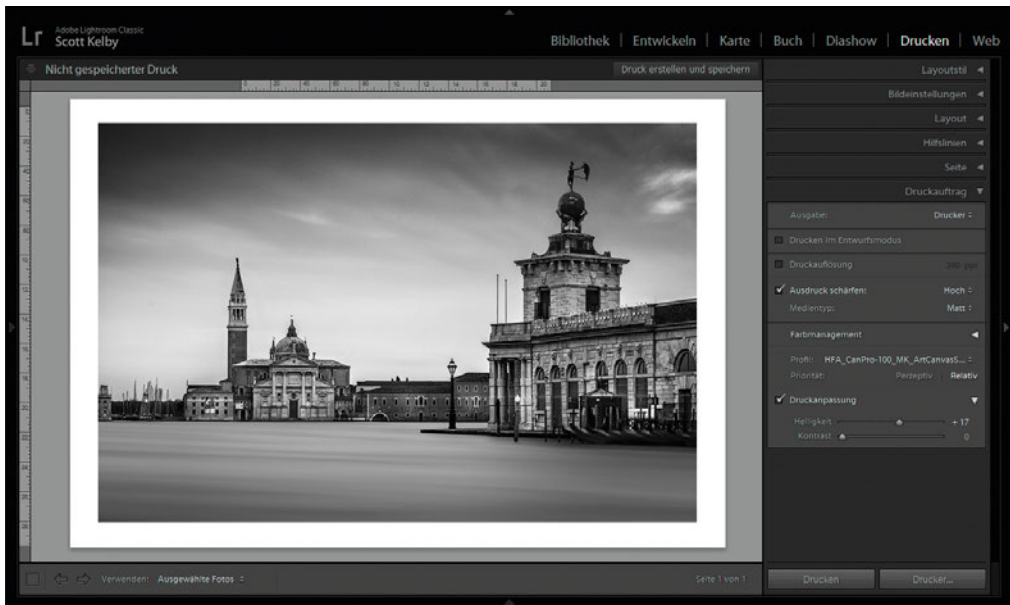 Lr Adobe Lightroom Classic
Scott Kelby
Bibliothek | Entwickeln | Karte | Buch | Diashow | Drucken | Web
Nicht gespeicherter Druck
Druck erstellen und speichern
Layoutstil
Bildeinstellungen
Layout
Hilfslinien
Seite
Druckauftrag
Ausgabe: Drucker
Drucken im Entwurfsmodus
Druckauflösung
Ausdruck schärfen: Hoch
Medientyp: Matt
Farbmanagement
Profil: HFA_CanPro-100_MK_ArtCanvasS...
Priorität: Perzeptiv Relativ
Druckanpassung
Helligkeit + 17
Kontrast 0
Verwenden: Ausgewählte Fotos
Seite 1 von 1
Drucken
Drucker...